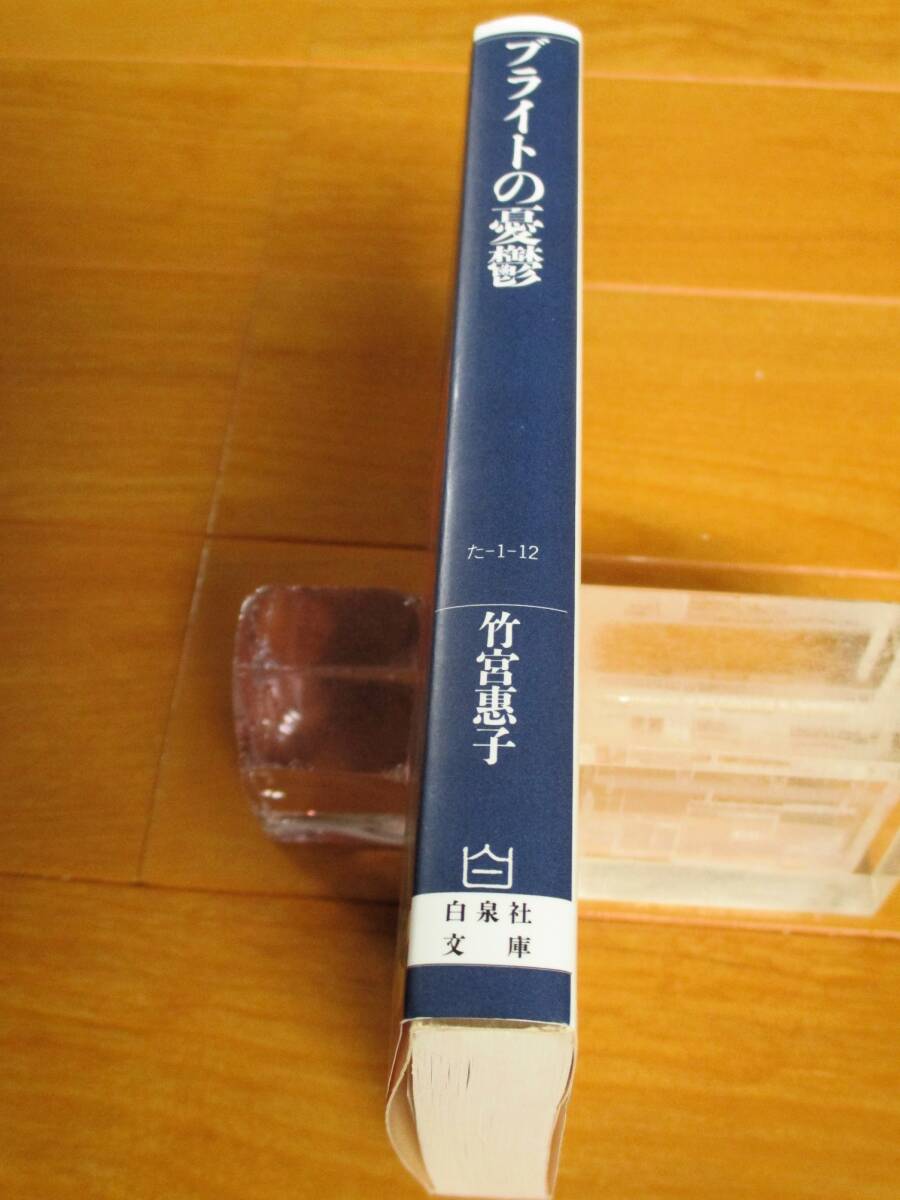 ブライトの憂鬱
た-1-12
竹宮惠子
白泉社
文庫